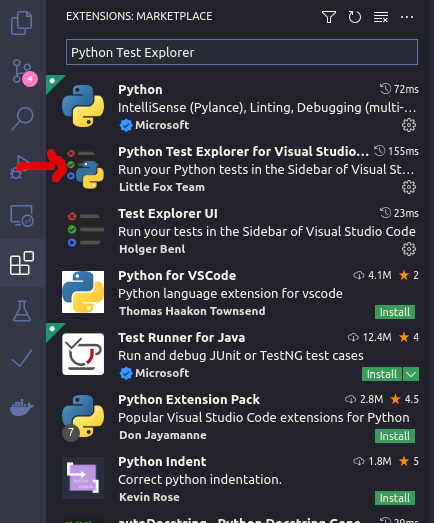 EXTENSIONS: MARKETPLACE
Python Test Explorer
4
Python 72ms
IntelliSense (Pylance), Linting, Debugging (multi-...
Microsoft
Python Test Explorer for Visual Studio... 155ms
Run your Python tests in the Sidebar of Visual St...
Little Fox Team
Test Explorer UI 23ms
Run your tests in the Sidebar of Visual Studio Code
Holger Benl
Python for VSCode 4.1M 2
Python language extension for vscode
Thomas Haakon Townsend Install
Test Runner for Java 12.4M 4
Run and debug JUnit or TestNG test cases
Microsoft Install
Python Extension Pack 2.8M 4.5
Popular Visual Studio Code extensions for Python
7
Don Jayamanne Install
Python Indent 1.8M 5
Correct python indentation.
Kevin Rose Install
autoDocstring - Python Docstring Gene...